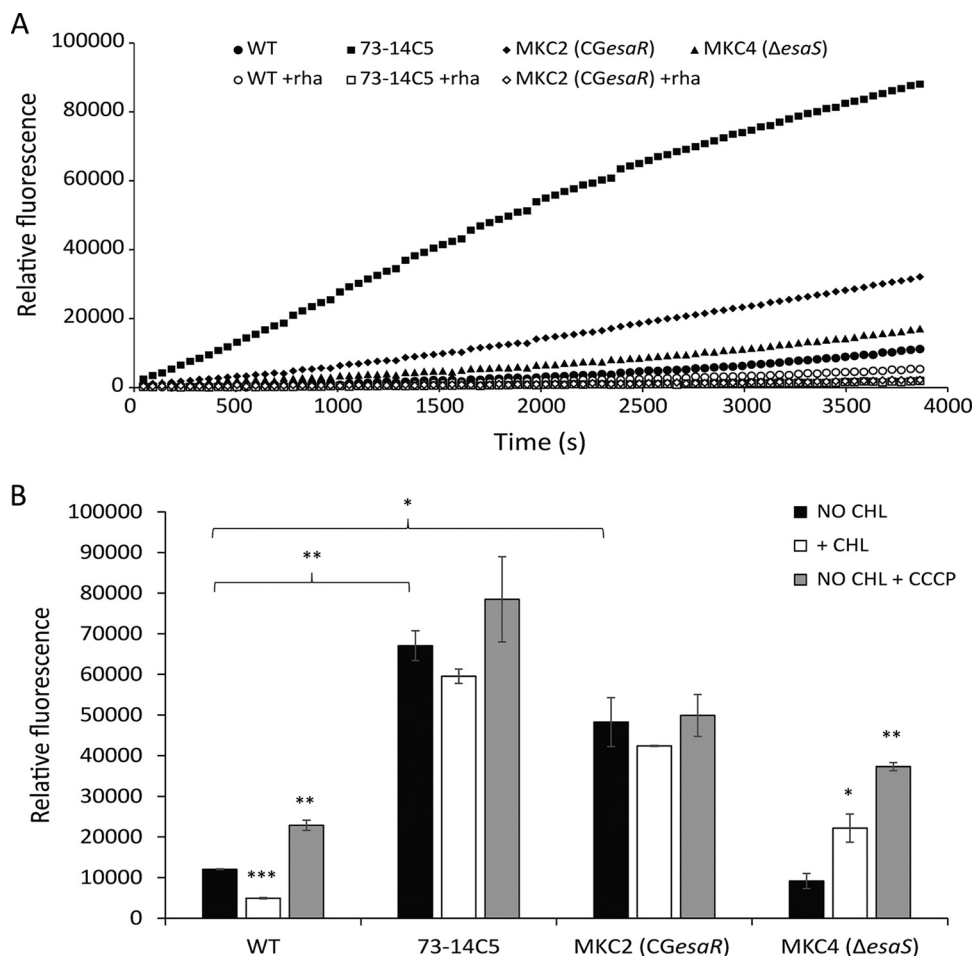 A
100000
80000
60000
40000
20000
0
Relative fluorescence
WT
73-14C5
MKC2 (CGesaR)
MKC4 (ΔesaS)
WT +rha
73-14C5 +rha
MKC2 (CGesaR) +rha
0 500 1000 1500 2000 2500 3000 3500 4000
Time (s)
B
100000
90000
80000
70000
60000
50000
40000
30000
20000
10000
0
Relative fluorescence
*
**
NO CHL
+ CHL
NO CHL + CCCP
***
**
*
**
WT 73-14C5 MKC2 (CGesaR) MKC4 (ΔesaS)